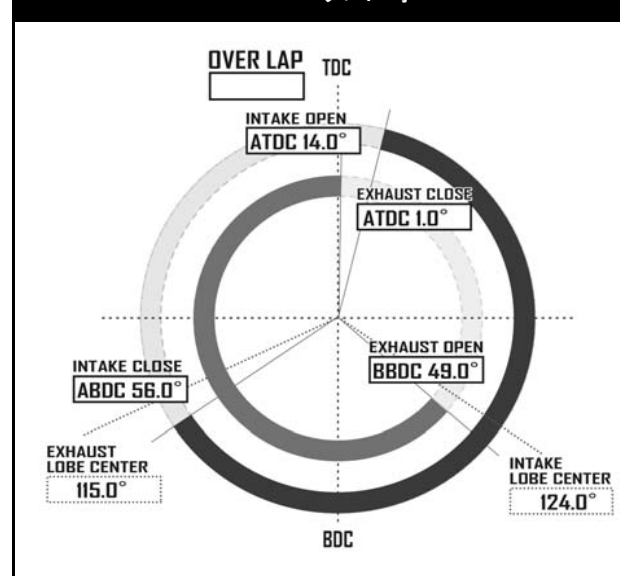 OVER LAP
TDC
INTAKE OPEN
ATDC 14.0°
EXHAUST CLOSE
ATDC 1.0°
INTAKE CLOSE
ABDC 56.0°
EXHAUST OPEN
BBDC 49.0°
EXHAUST
LOBE CENTER
115.0°
INTAKE
LOBE CENTER
124.0°
BDC